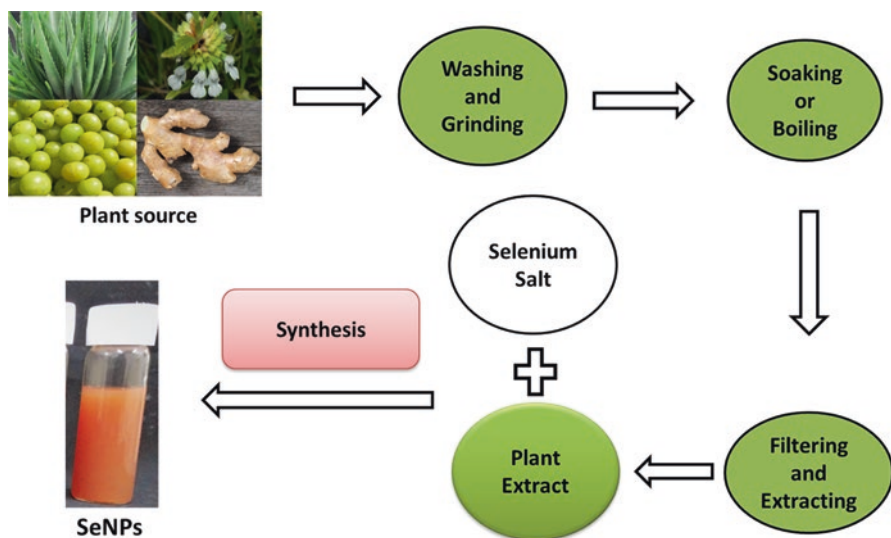 Plant source
Washing
and
Grinding
Soaking
or
Boiling
Filtering
and
Extracting
Plant
Extract
Selenium
Salt
Synthesis
SeNPs